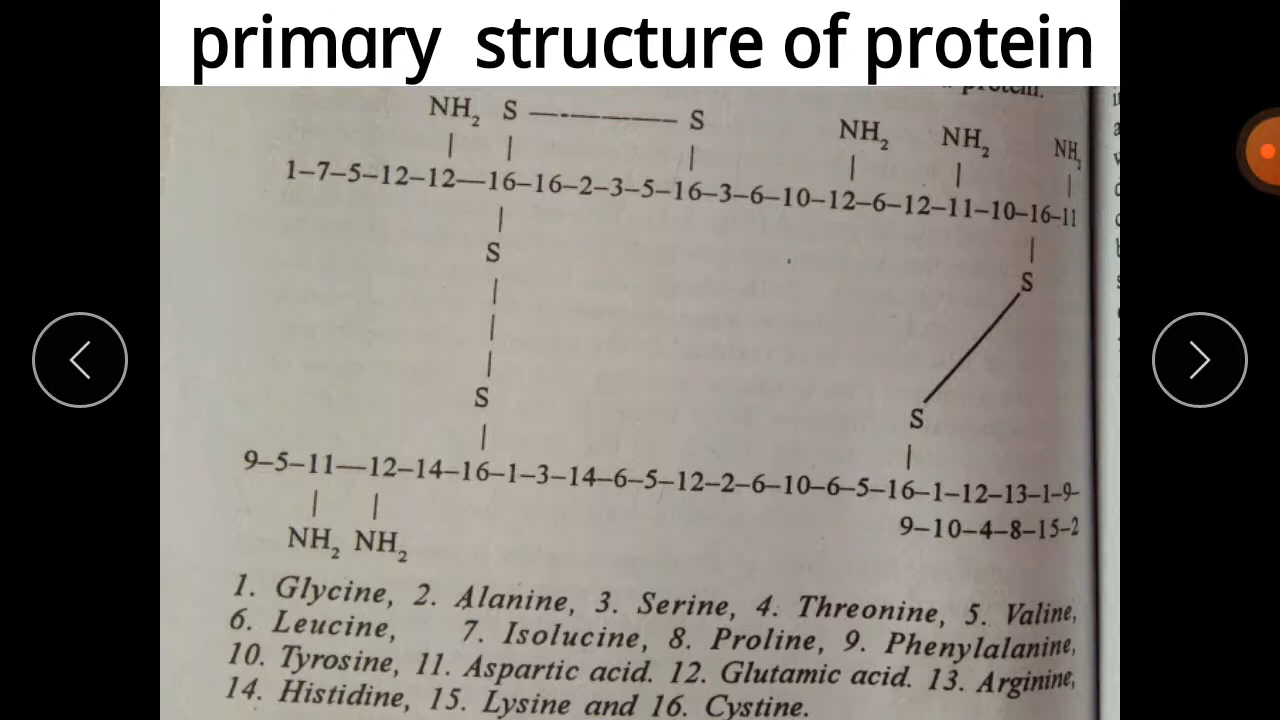 primary structure of protein
protein.
NH2 S S NH2 NH2 NH2
1–7–5–12–12—16–16–2–3–5–16–3–6–10–12–6–12–11–10–16–11
S
S
S
S
9–5–11—12–14–16–1–3–14–6–5–12–2–6–10–6–5–16–1–12–13–1–9–
9–10–4–8–15–2
NH2 NH2
1. Glycine, 2. Alanine, 3. Serine, 4. Threonine, 5. Valine,
6. Leucine, 7. Isolucine, 8. Proline, 9. Phenylalanine,
10. Tyrosine, 11. Aspartic acid. 12. Glutamic acid. 13. Arginine,
14. Histidine, 15. Lysine and 16. Cystine.